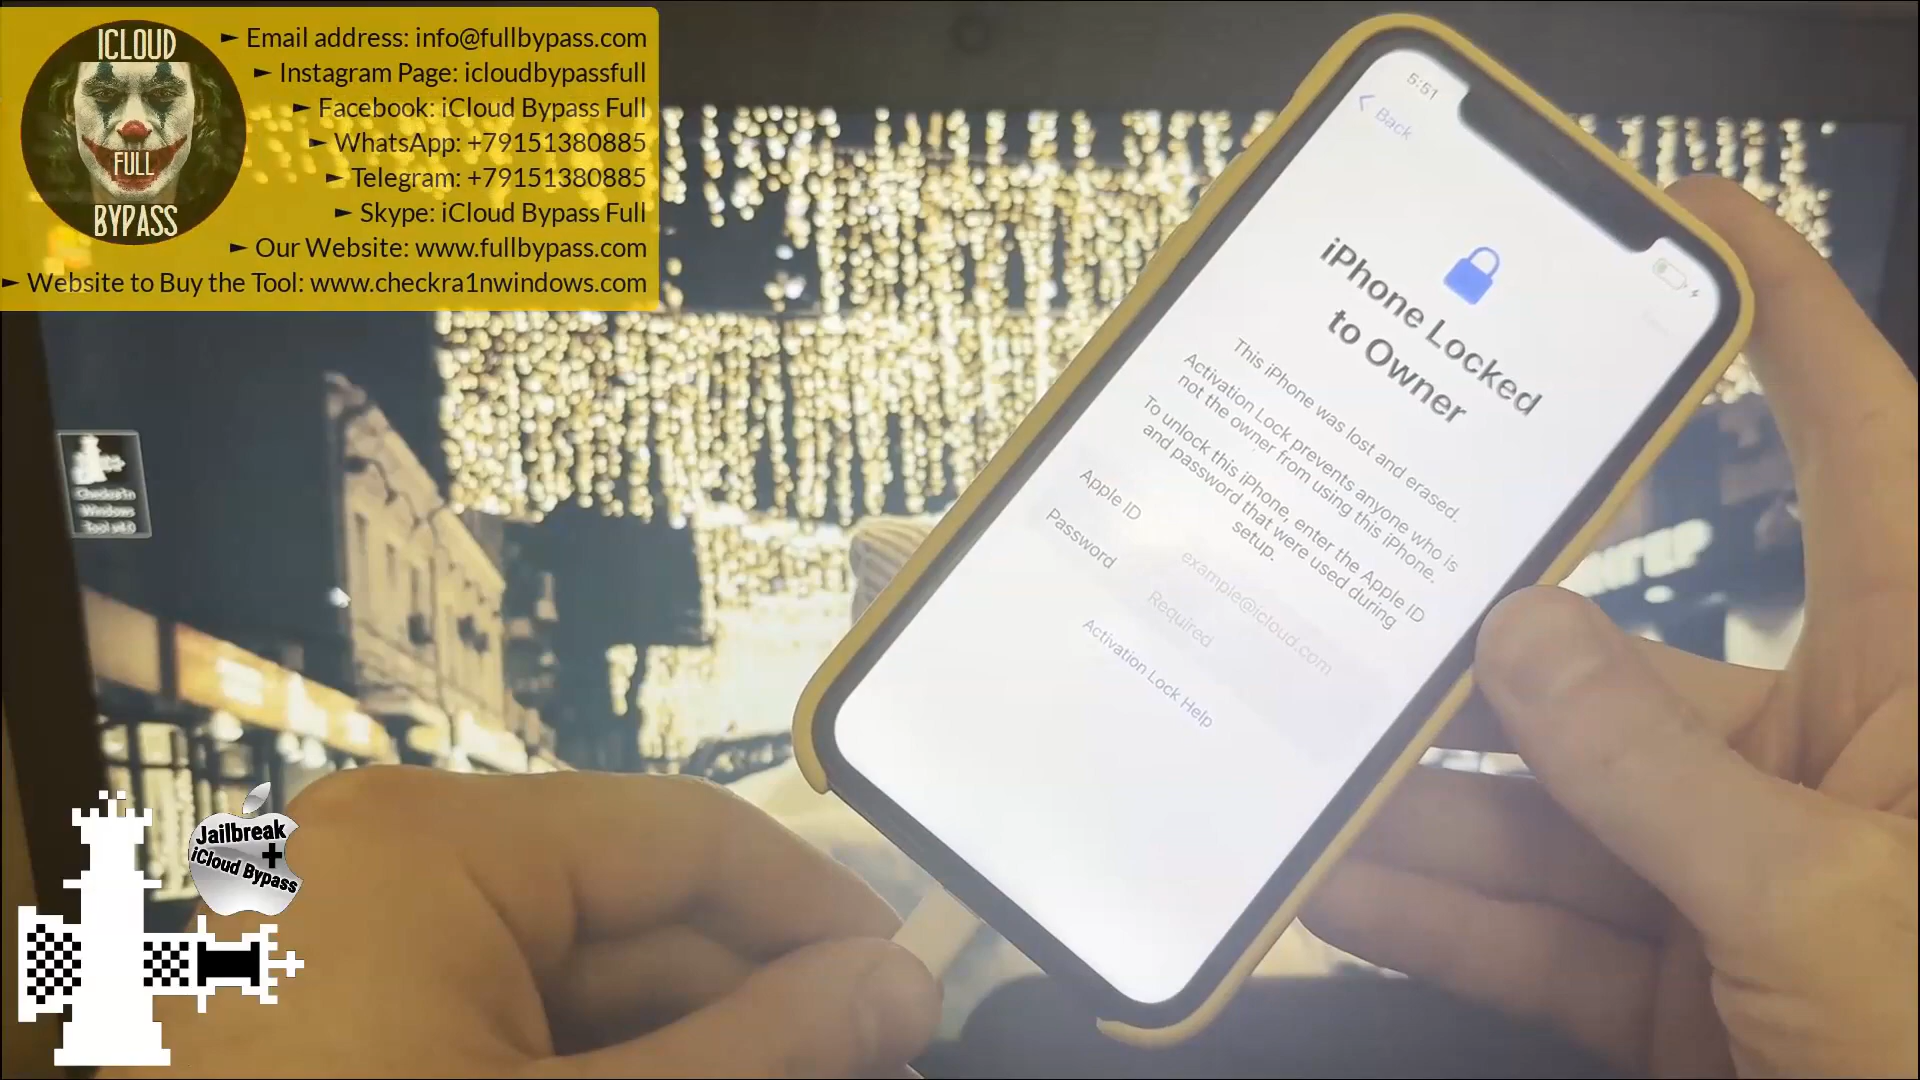 ICLOUD
FULL
BYPASS
► Email address: info@fullbypass.com
► Instagram Page: icloudbypassfull
► Facebook: iCloud Bypass Full
► WhatsApp: +79151380885
► Telegram: +79151380885
► Skype: iCloud Bypass Full
► Our Website: www.fullbypass.com
► Website to Buy the Tool: www.checkra1nwindows.com
5:51
Back
iPhone Locked
to Owner
This iPhone was lost and erased.
Activation Lock prevents anyone who is
not the owner from using this iPhone.
To unlock this iPhone, enter the Apple ID
and password that were used during
setup.
Apple ID
example@icloud.com
Password
Required
Activation Lock Help
Checkra1n
Windows
Tool
Jailbreak
+
iCloud Bypass